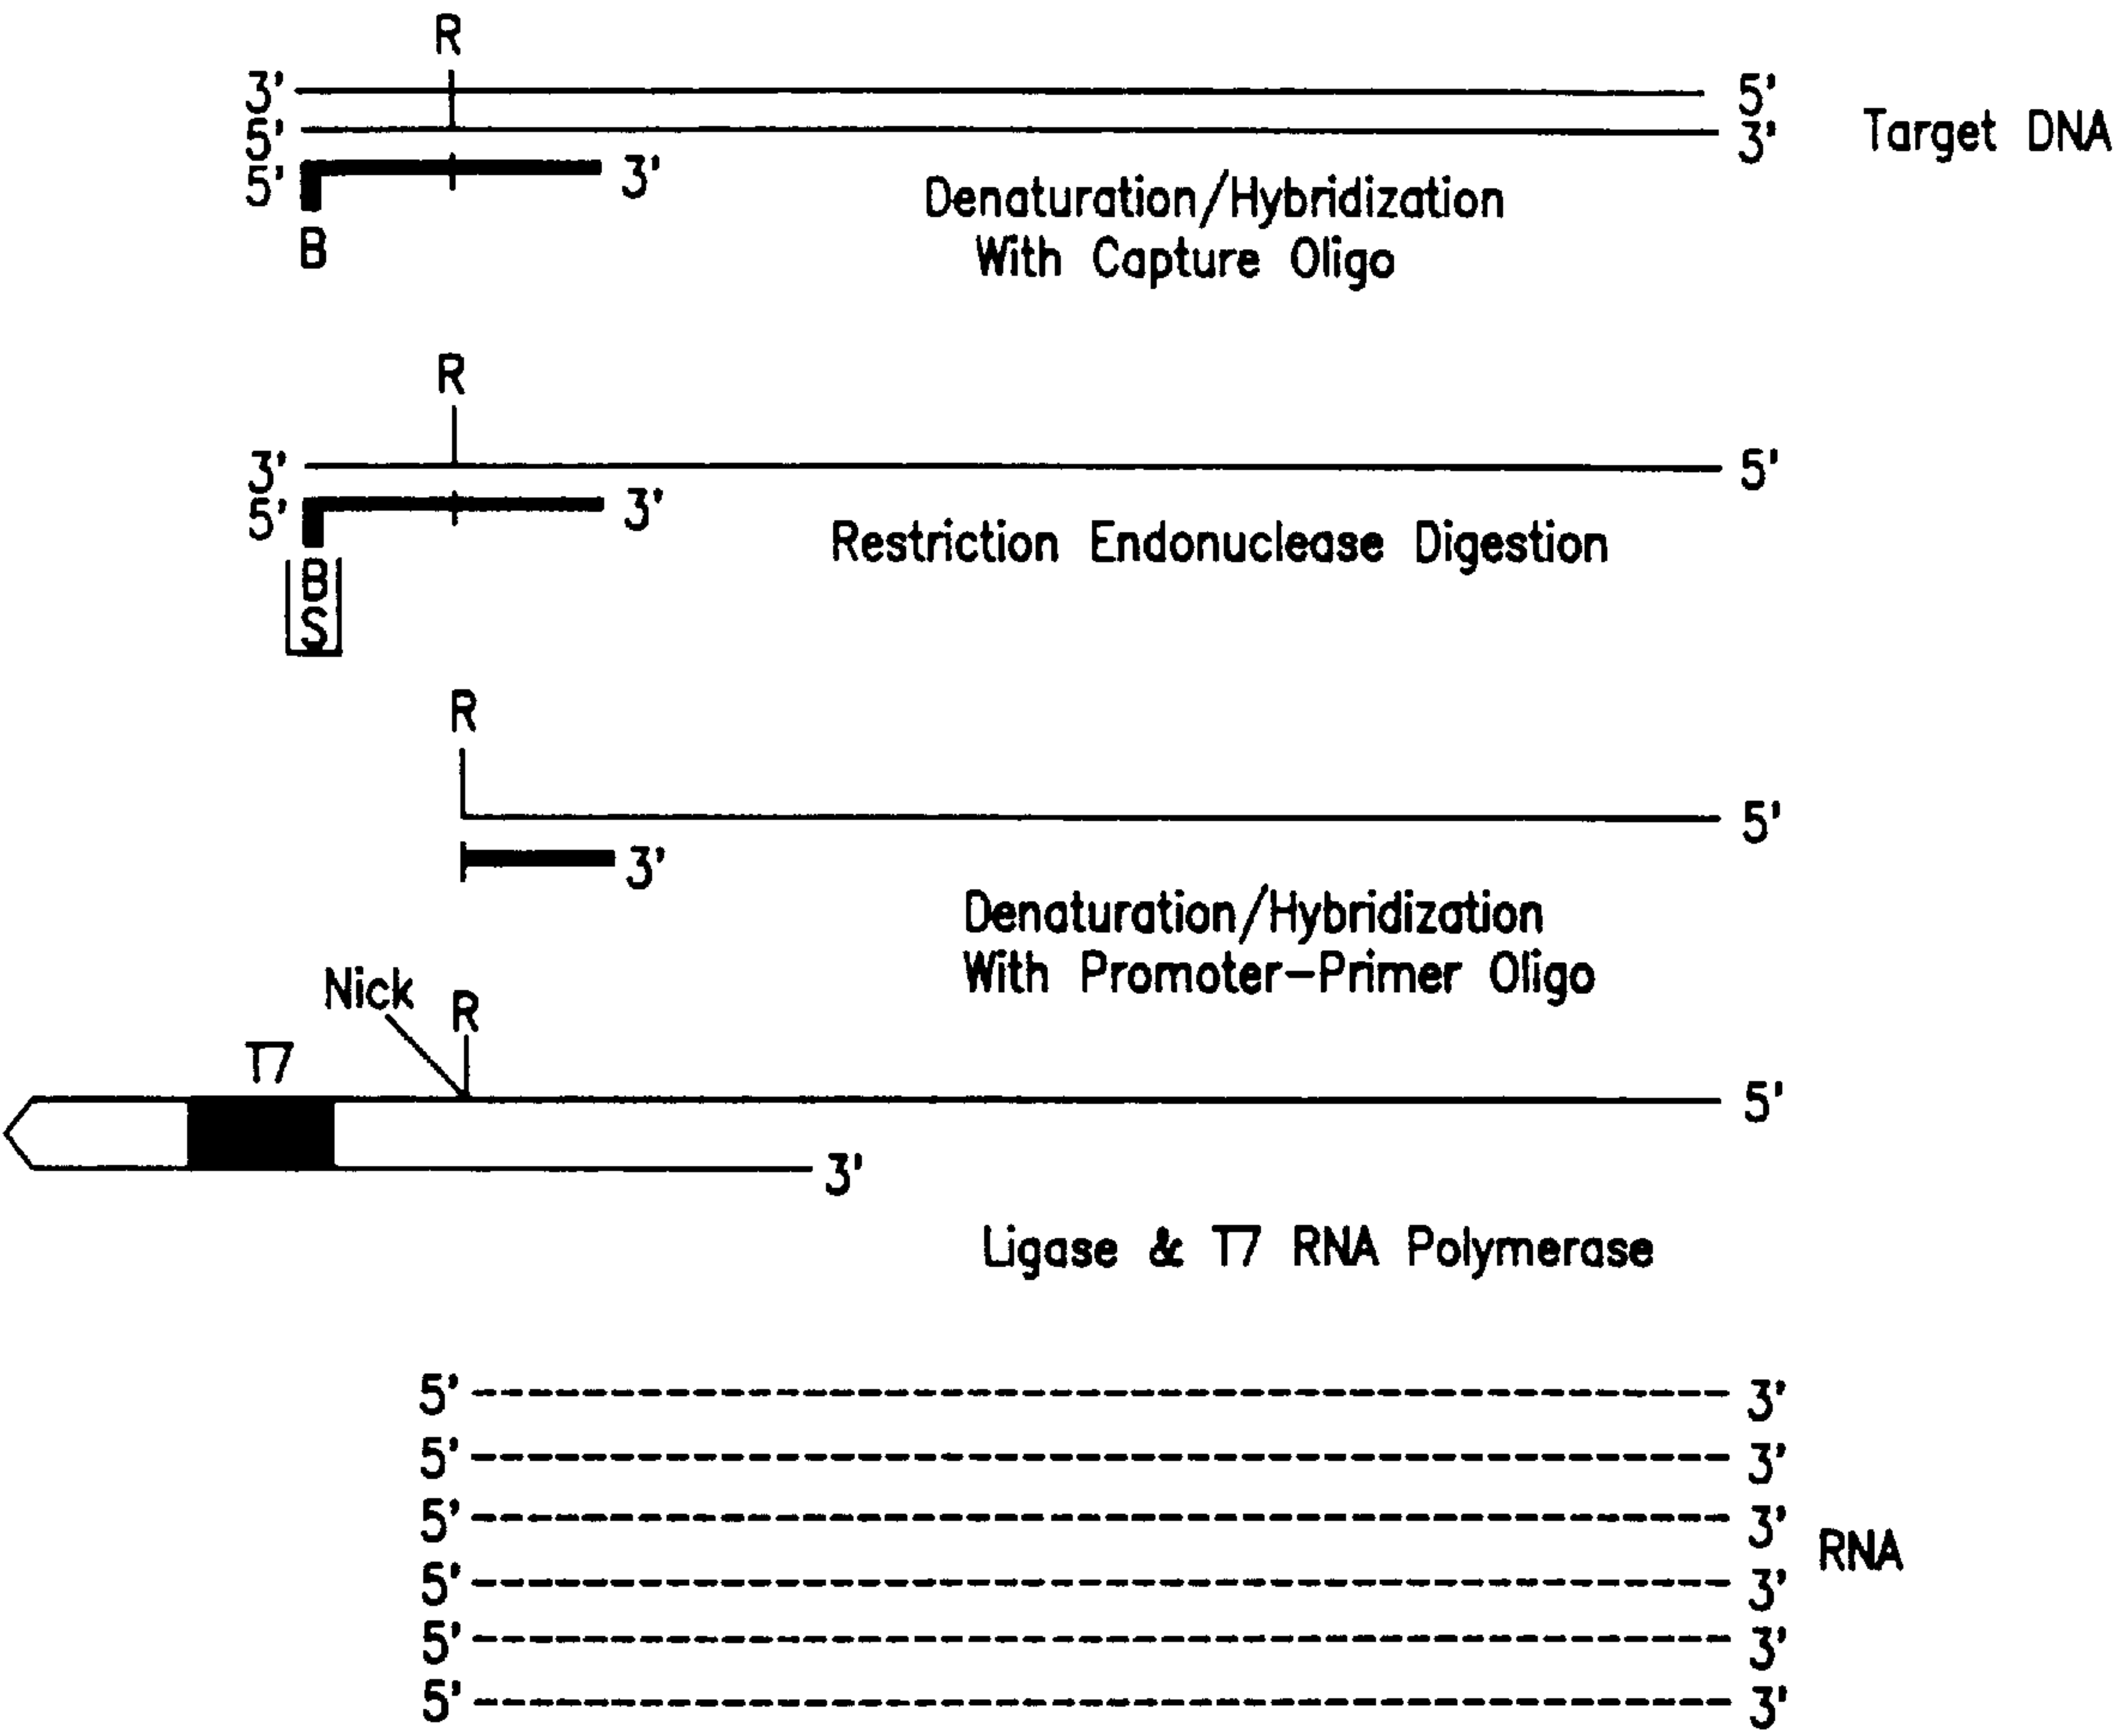 R
3' 5'
5' 3' Target DNA
5' 3'
B
Denaturation/Hybridization
With Capture Oligo
R
3' 5'
5' 3'
B
S
Restriction Endonuclease Digestion
R
5'
3'
Denaturation/Hybridization
With Promoter-Primer Oligo
Nick
R
T7
5'
3'
Ligase & T7 RNA Polymerase
5' 3'
5' 3'
5' 3'
RNA
5' 3'
5' 3'
5' 3'